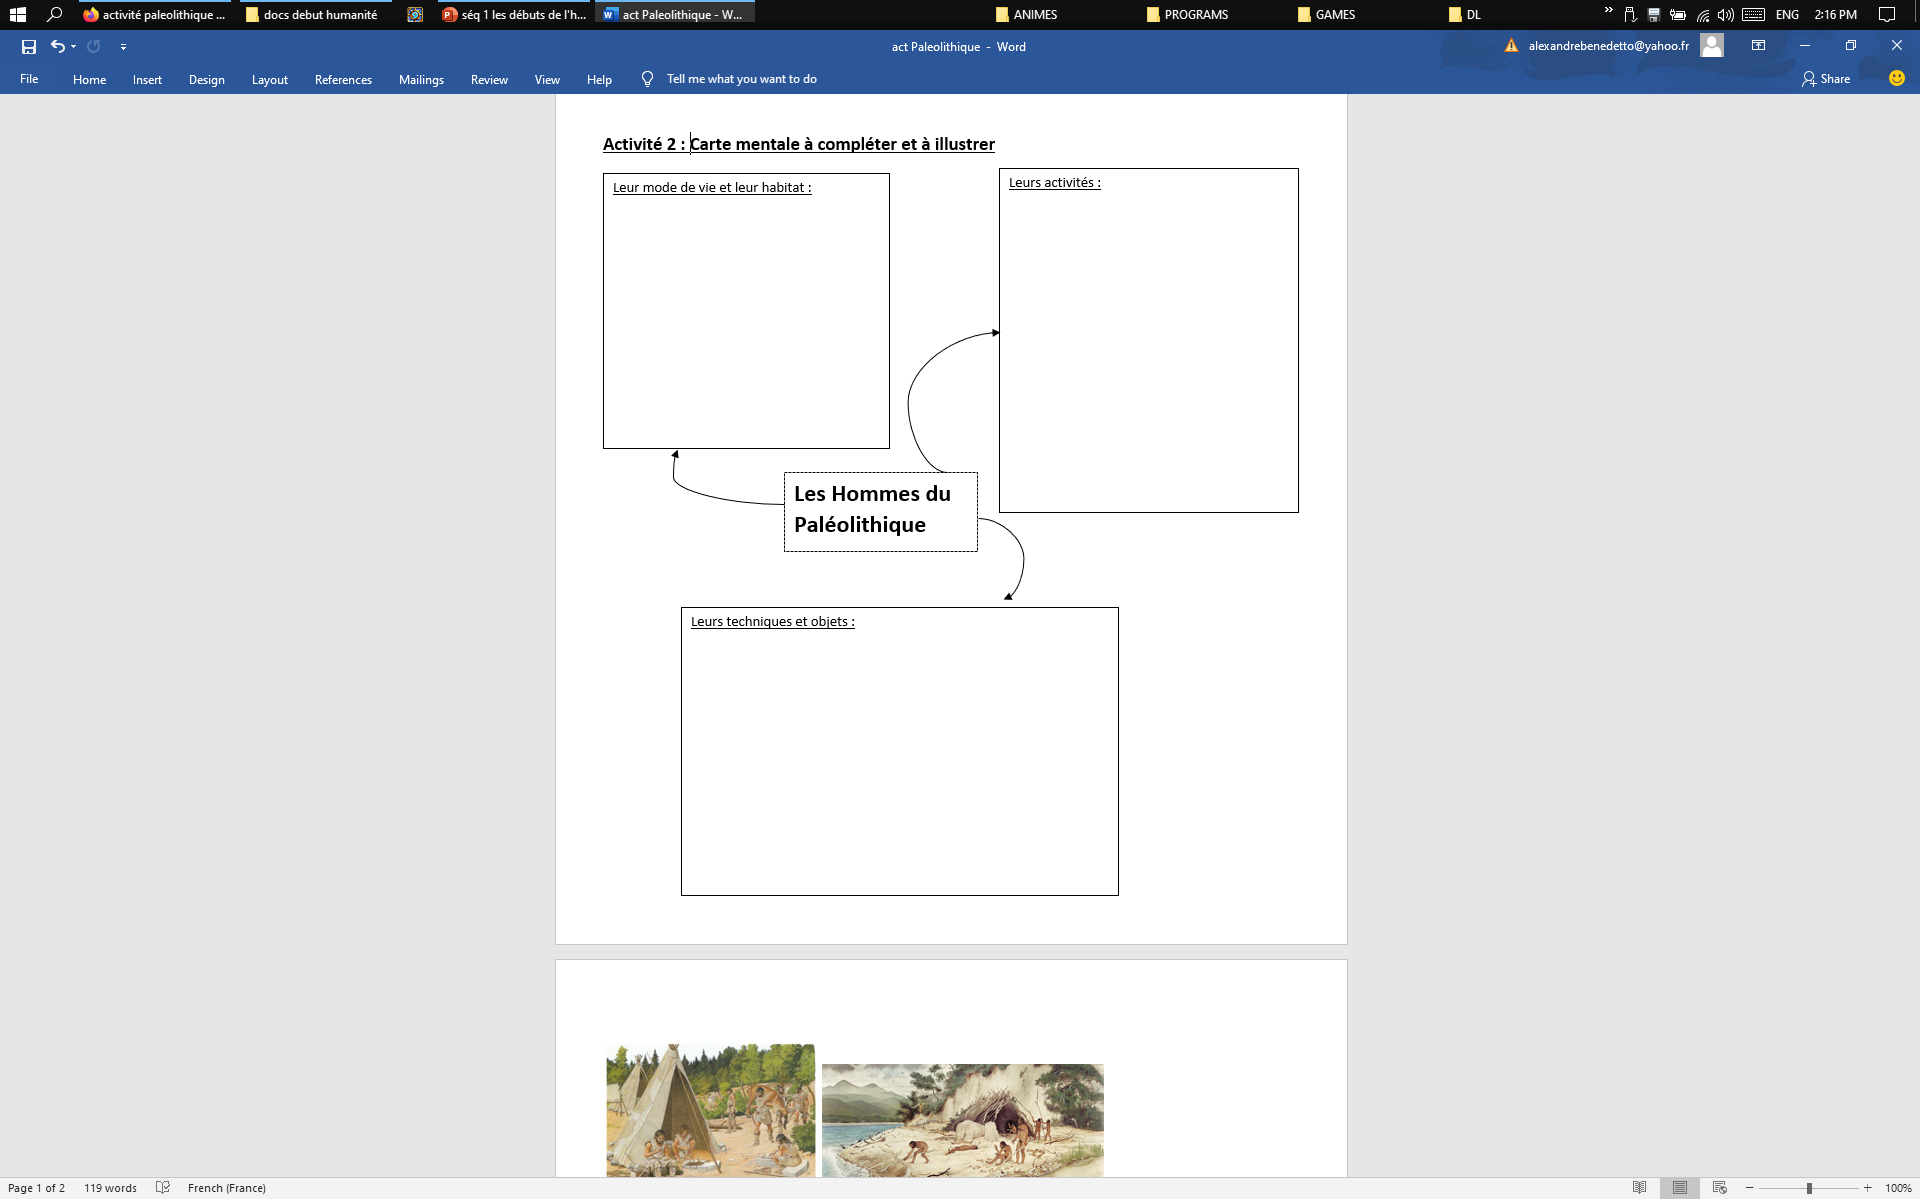 activité paleolithique ...
docs debut humanité
séq 1 les débuts de l'h...
act Paleolithique - W...
ANIMES
PROGRAMS
GAMES
DL
ENG
2:16 PM
act Paleolithique - Word
alexandrebenedetto@yahoo.fr
File
Home
Insert
Design
Layout
References
Mailings
Review
View
Help
Tell me what you want to do
Share
Activité 2 : Carte mentale à compléter et à illustrer
Leur mode de vie et leur habitat :
Leurs activités :
Les Hommes du
Paléolithique
Leurs techniques et objets :
Page 1 of 2
119 words
French (France)
100%